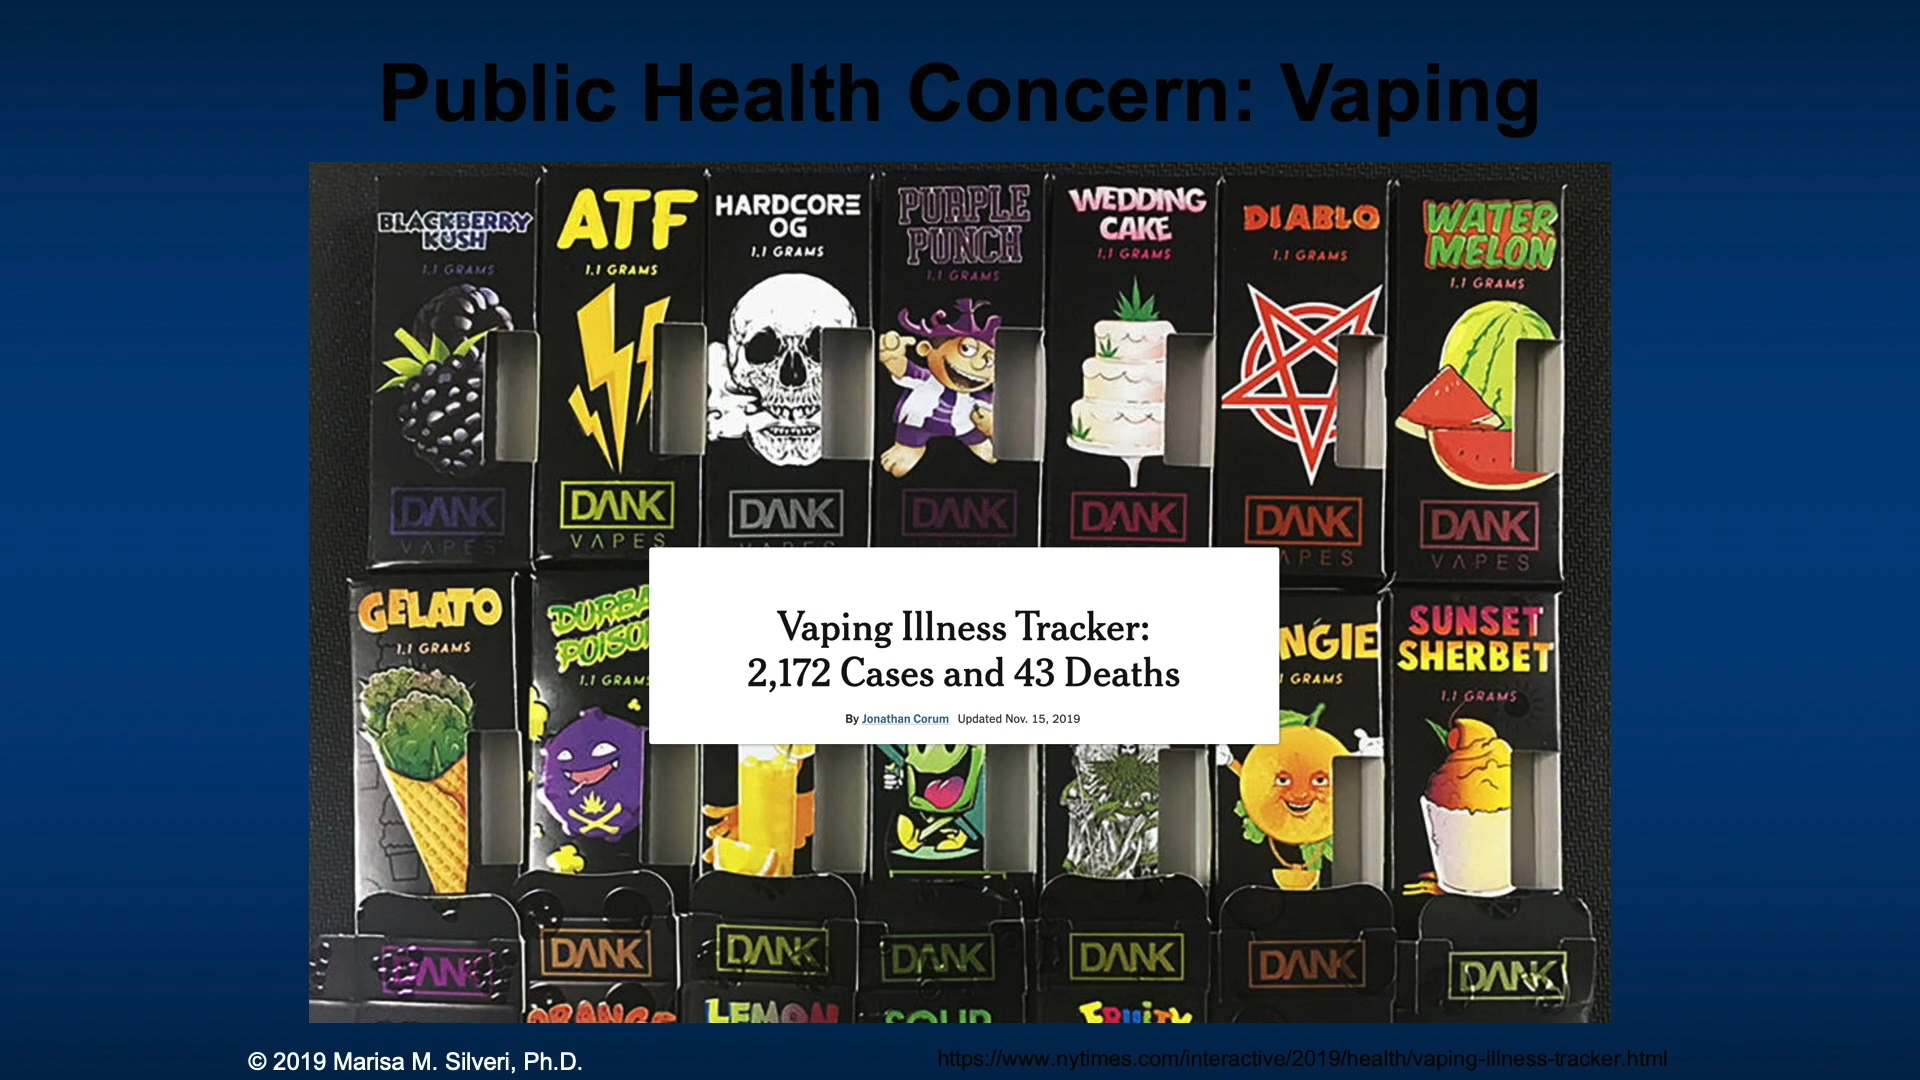 Public Health Concern: Vaping
BLACKBERRY
KUSH
1.1 GRAMS
ATF
1.1 GRAMS
HARDCORE
OG
1.1 GRAMS
PURPLE
PUNCH
1.1 GRAMS
WEDDING
CAKE
1.1 GRAMS
DIABLO
1.1 GRAMS
WATER
MELON
1.1 GRAMS
DANK
VAPES
DANK
VAPES
DANK
DANK
DANK
DANK
DANK
VAPES
GELATO
1.1 GRAMS
SUNSET
SHERBET
1.1 GRAMS
Vaping Illness Tracker:
2,172 Cases and 43 Deaths
By Jonathan Corum Updated Nov. 15, 2019
DANK
DANK
DANK
DANK
DANK
DANK
DANK
ORANGE
LEMON
SOUR
FRUITY
© 2019 Marisa M. Silveri, Ph.D.
https://www.nytimes.com/interactive/2019/health/vaping-illness-tracker.html